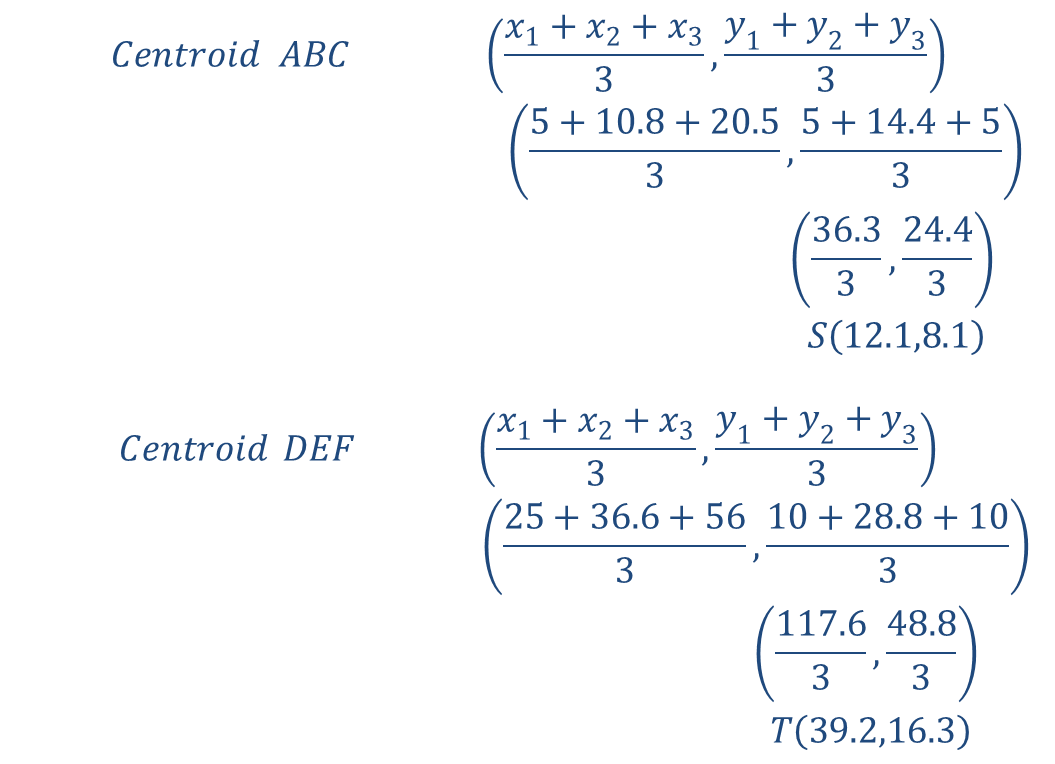 Centroid ABC (x₁ + x₂ + x₃ / 3, y₁ + y₂ + y₃ / 3)
(5 + 10.8 + 20.5 / 3, 5 + 14.4 + 5 / 3)
(36.3 / 3, 24.4 / 3)
S(12.1,8.1)
Centroid DEF (x₁ + x₂ + x₃ / 3, y₁ + y₂ + y₃ / 3)
(25 + 36.6 + 56 / 3, 10 + 28.8 + 10 / 3)
(117.6 / 3, 48.8 / 3)
T(39.2,16.3)